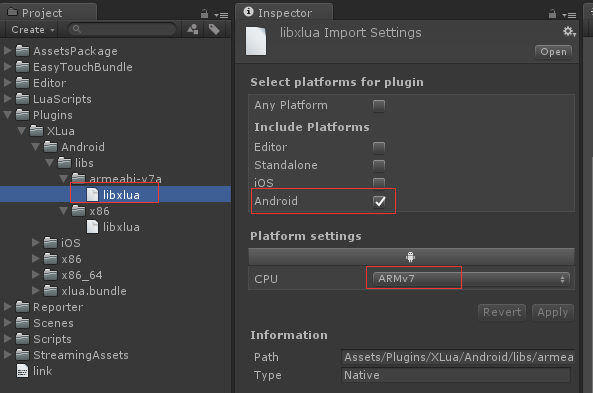 Project
Create
AssetsPackage
EasyTouchBundle
Editor
LuaScripts
Plugins
XLua
Android
libs
armeabi-v7a
libxlua
x86
libxlua
iOS
x86
x86_64
xlua.bundle
Reporter
Scenes
Scripts
StreamingAssets
link
Inspector
libxlua Import Settings
Open
Select platforms for plugin
Any Platform
Include Platforms
Editor
Standalone
iOS
Android
Platform settings
CPU ARMv7
Revert Apply
Information
Path Assets/Plugins/XLua/Android/libs/armea
Type Native